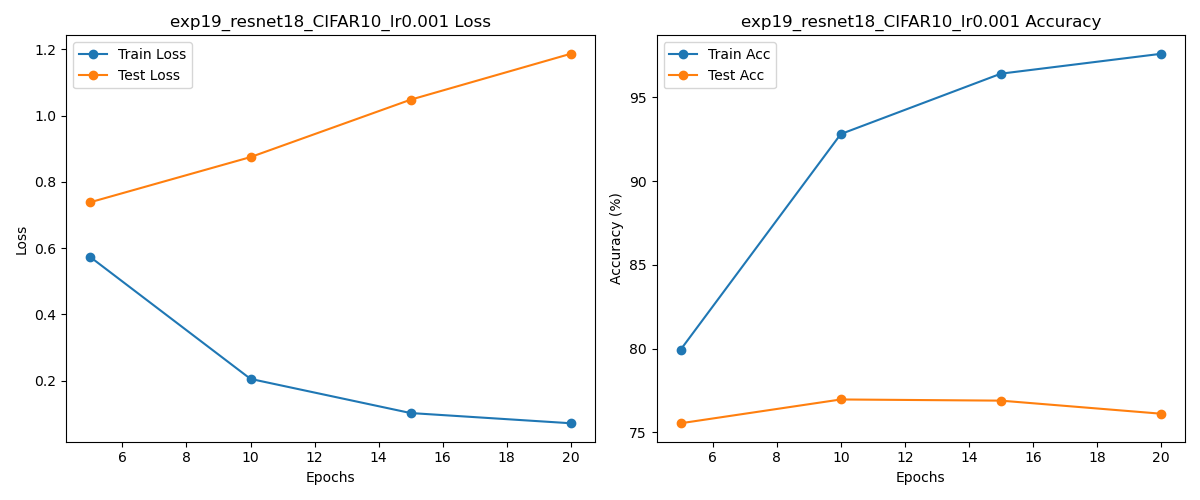 exp19_resnet18_CIFAR10_lr0.001 Loss
Train Loss
Test Loss
1.2
1.0
0.8
0.6
0.4
0.2
Loss
6 8 10 12 14 16 18 20
Epochs
exp19_resnet18_CIFAR10_lr0.001 Accuracy
Train Acc
Test Acc
95
90
85
80
75
Accuracy (%)
6 8 10 12 14 16 18 20
Epochs